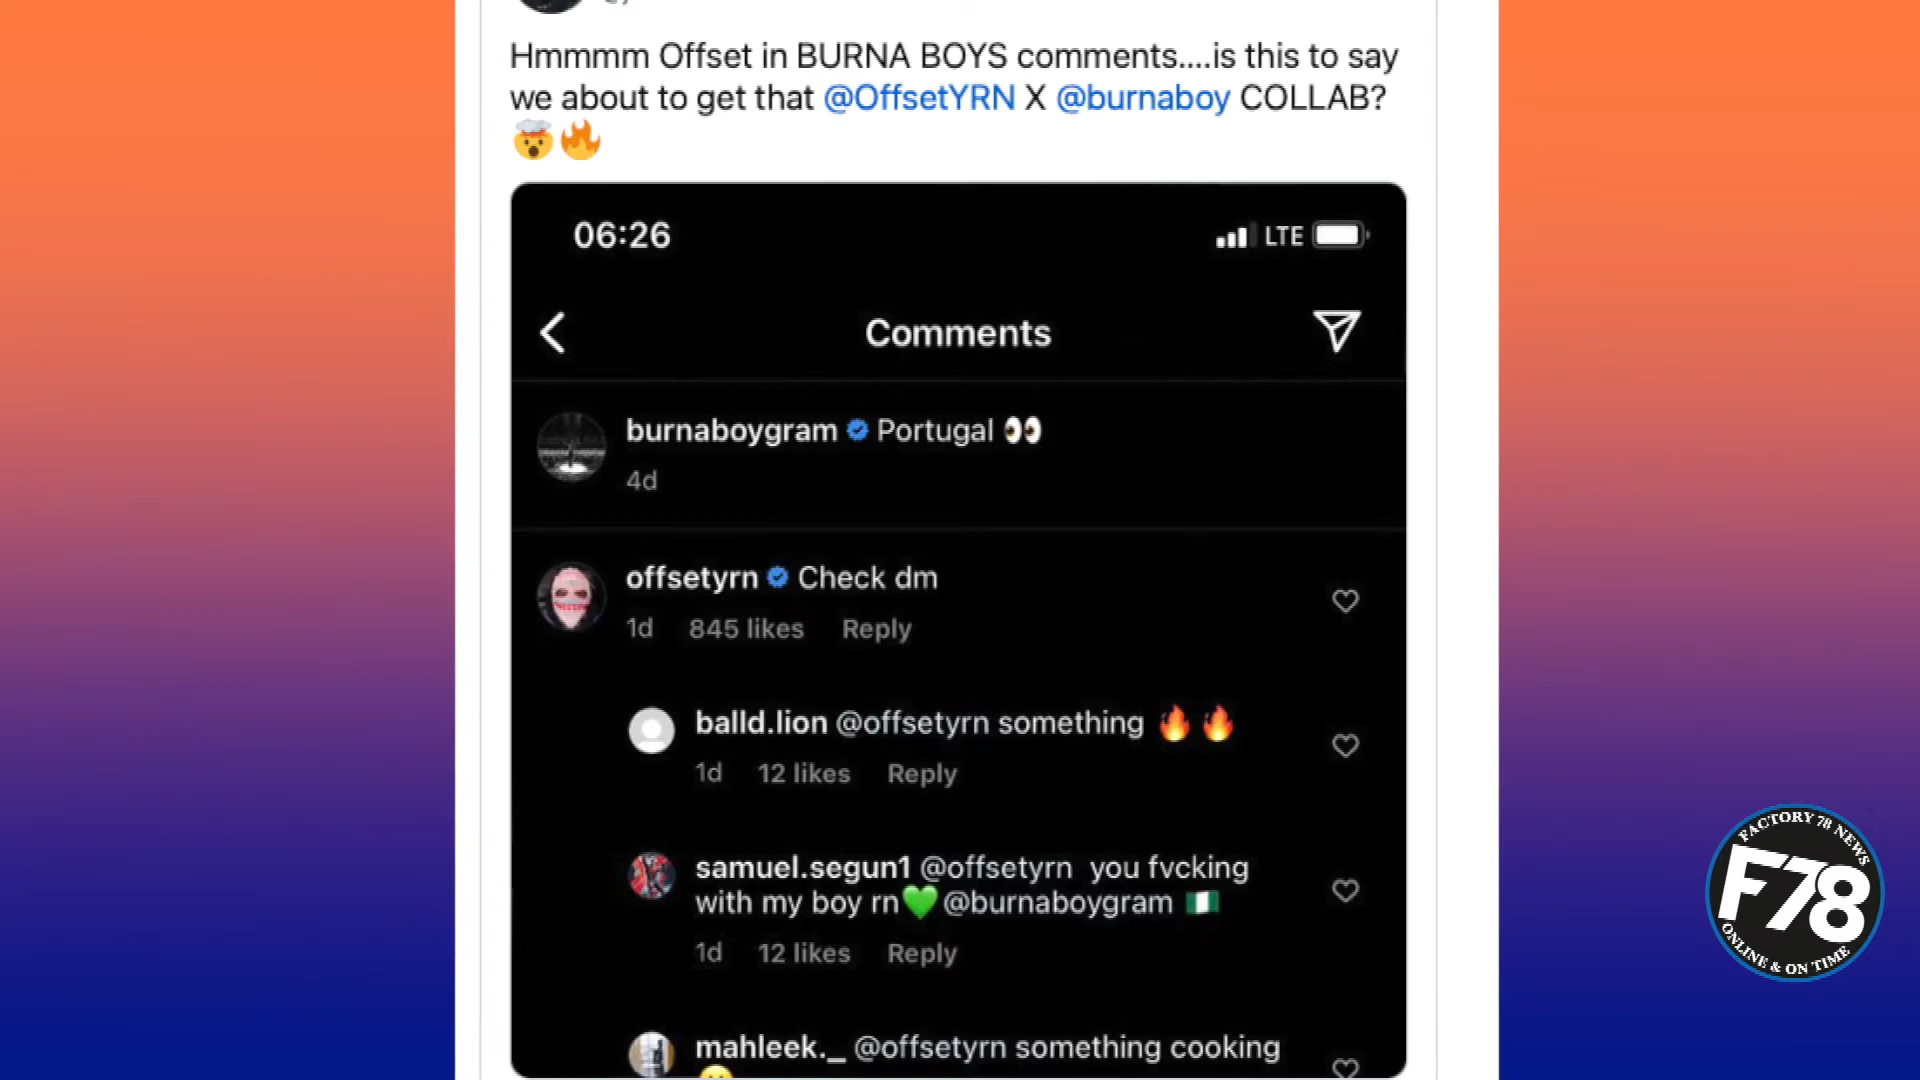 Hmmmm Offset in BURNA BOYS comments....is this to say
we about to get that @OffsetYRN X @burnaboy COLLAB?
🤯🔥
06:26
LTE
Comments
burnaboygram Portugal 👀
4d
offsetyrn Check dm
1d 845 likes Reply
balld.lion @offsetyrn something 🔥 🔥
1d 12 likes Reply
samuel.segun1 @offsetyrn you fvcking
with my boy rn💚@burnaboygram 🇳🇬
1d 12 likes Reply
mahleek._ @offsetyrn something cooking
FACTORY 78 NEWS
F78
ONLINE & ON TIME